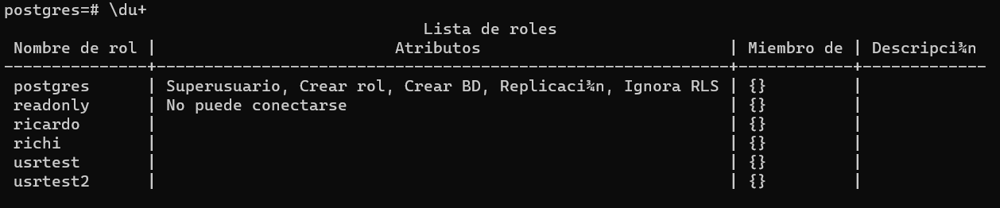 postgres=# \du+
Lista de roles
Nombre de rol | Atributos | Miembro de | Descripci¾n
---------------+------------------------------------------------------------+------------+-------------
postgres | Superusuario, Crear rol, Crear BD, Replicaci¾n, Ignora RLS | {} |
readonly | No puede conectarse | {} |
ricardo | | {} |
richi | | {} |
usrtest | | {} |
usrtest2 | | {} |